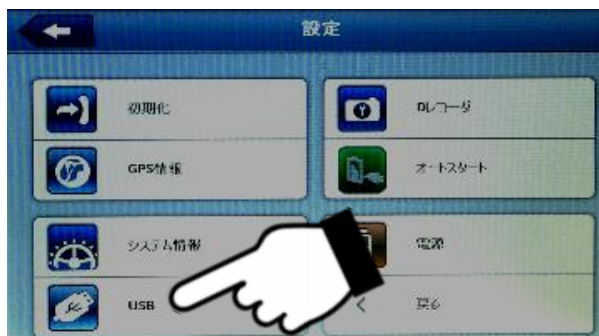 設定
初期化
Dレコーダ
GPS情報
オートスタート
システム情報
電源
USB
戻る